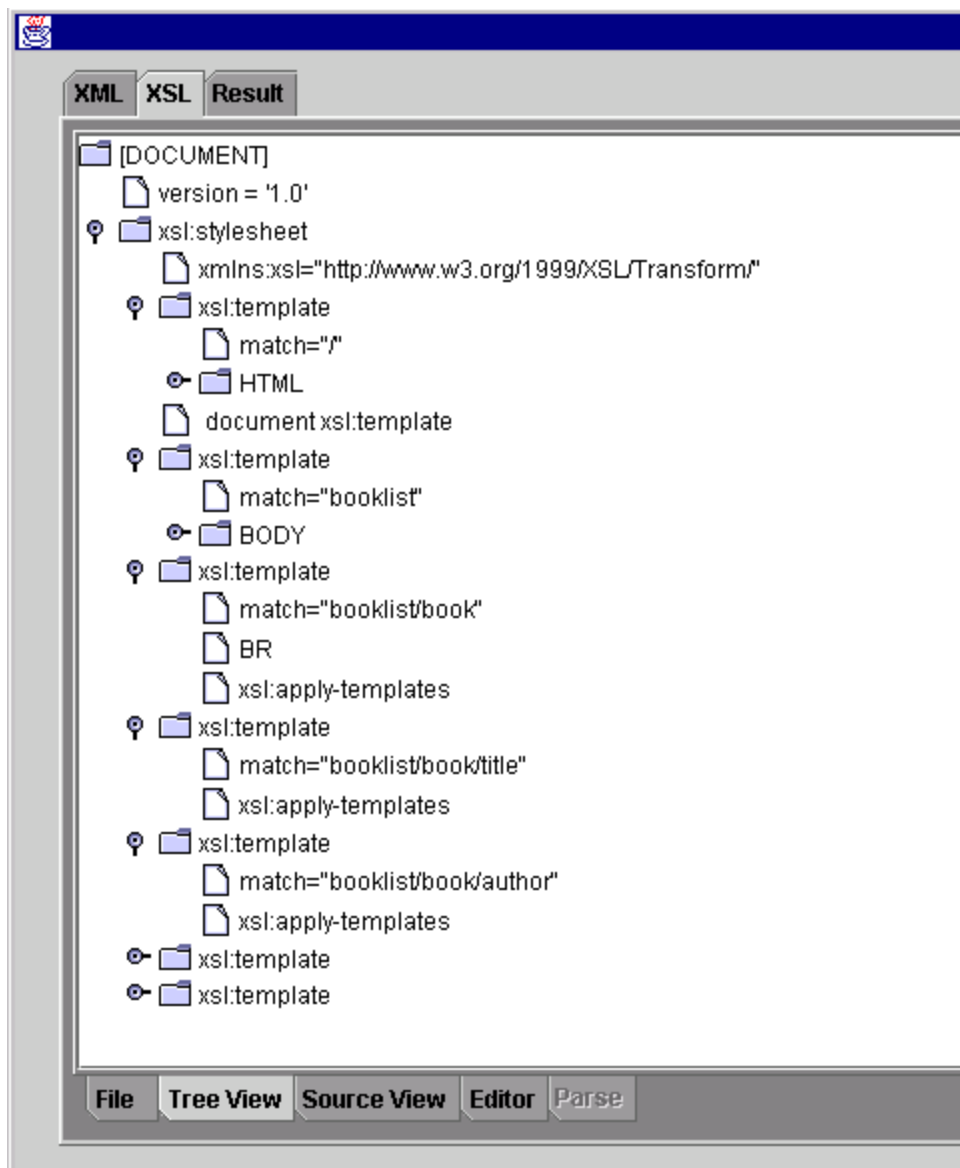 XML XSL Result
[DOCUMENT]
version = '1.0'
xsl:stylesheet
xmlns:xsl="http://www.w3.org/1999/XSL/Transform/"
xsl:template
match="/"
HTML
document xsl:template
xsl:template
match="booklist"
BODY
xsl:template
match="booklist/book"
BR
xsl:apply-templates
xsl:template
match="booklist/book/title"
xsl:apply-templates
xsl:template
match="booklist/book/author"
xsl:apply-templates
xsl:template
xsl:template
File Tree View Source View Editor Parse